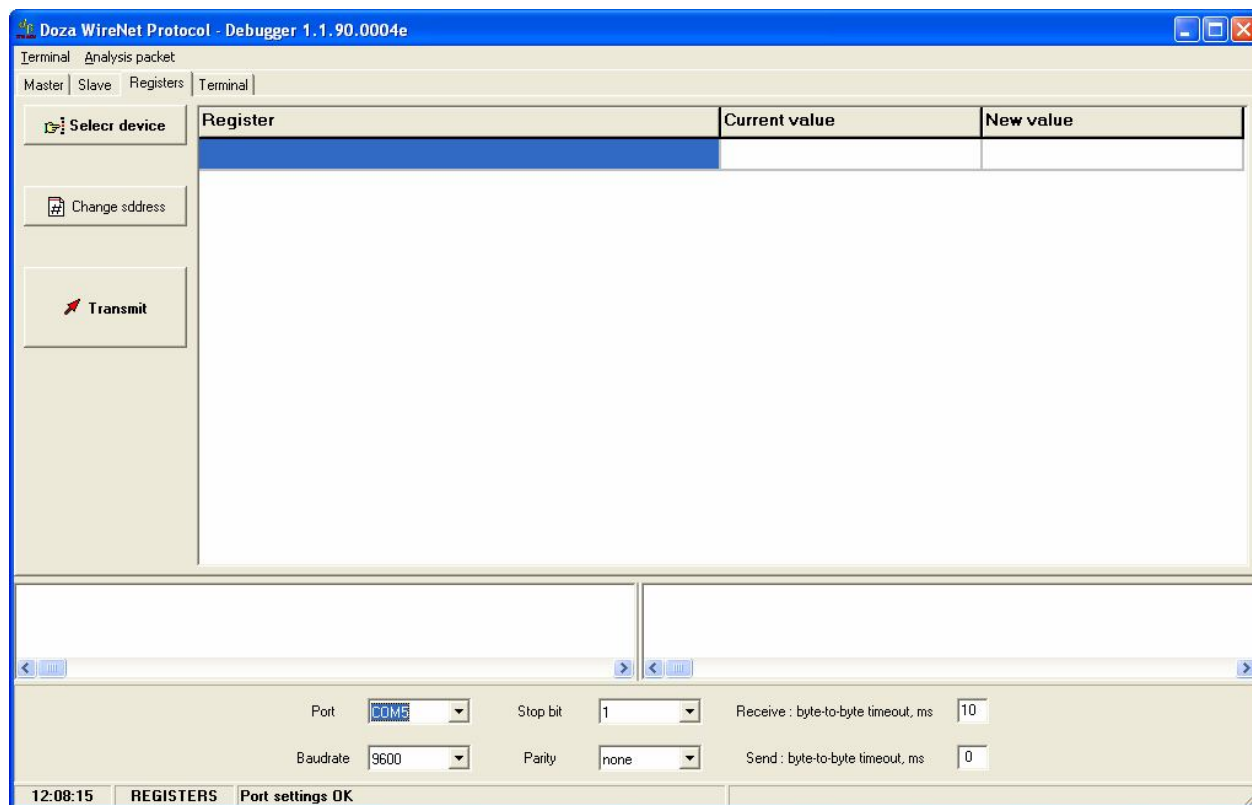 Doza WireNet Protocol - Debugger 1.1.90.0004e
Terminal Analysis packet
Master Slave Registers Terminal
Selecr device
Register Current value New value
Change sddress
Transmit
Port COM5 Stop bit 1 Receive : byte-to-byte timeout, ms 10
Baudrate 9600 Parity none Send : byte-to-byte timeout, ms 0
12:08:15 REGISTERS Port settings OK